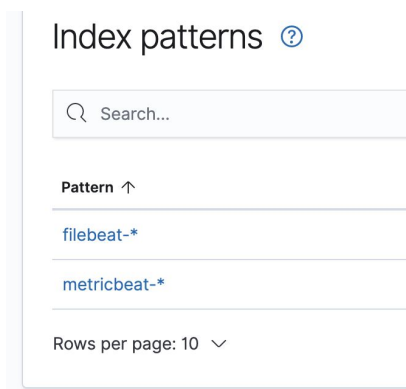 Index patterns
Search...
Pattern ↑
filebeat-*
metricbeat-*
Rows per page: 10